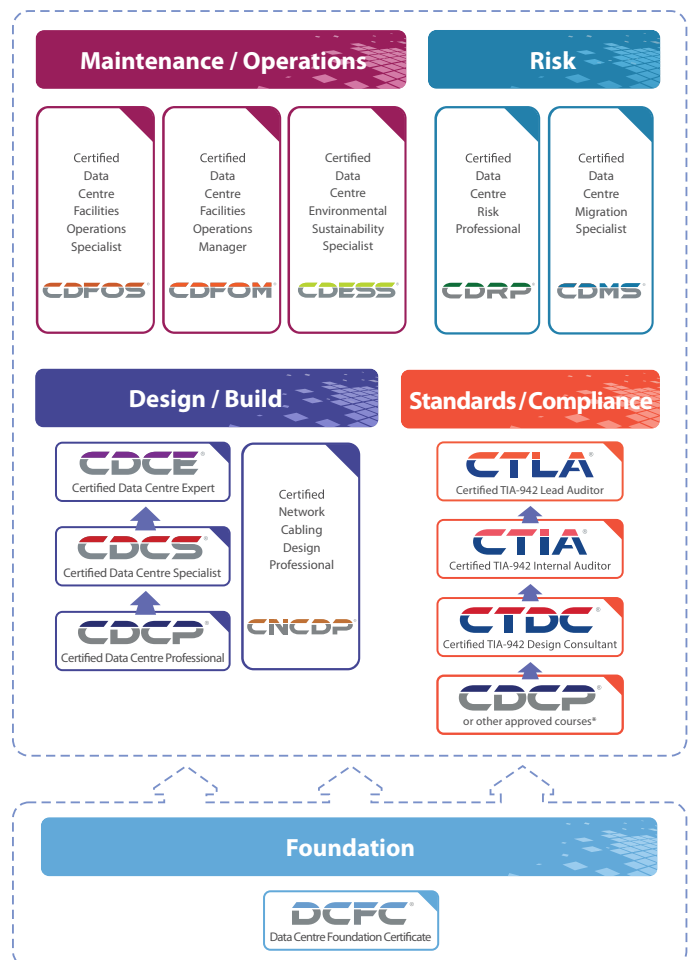 Maintenance / Operations
Certified
Data
Centre
Facilities
Operations
Specialist
CDFOS®
Certified
Data
Centre
Facilities
Operations
Manager
CDFOM®
Certified
Data
Centre
Environmental
Sustainability
Specialist
CDESS®
Risk
Certified
Data
Centre
Risk
Professional
CDRP®
Certified
Data
Centre
Migration
Specialist
CDMS®
Design / Build
CDCE®
Certified Data Centre Expert
CDCS®
Certified Data Centre Specialist
CDCP®
Certified Data Centre Professional
Certified
Network
Cabling
Design
Professional
CNCDP®
Standards/Compliance
CTLA®
Certified TIA-942 Lead Auditor
CTIA®
Certified TIA-942 Internal Auditor
CTDC®
Certified TIA-942 Design Consultant
CDCP®
or other approved courses*
Foundation
DCFC®
Data Centre Foundation Certificate